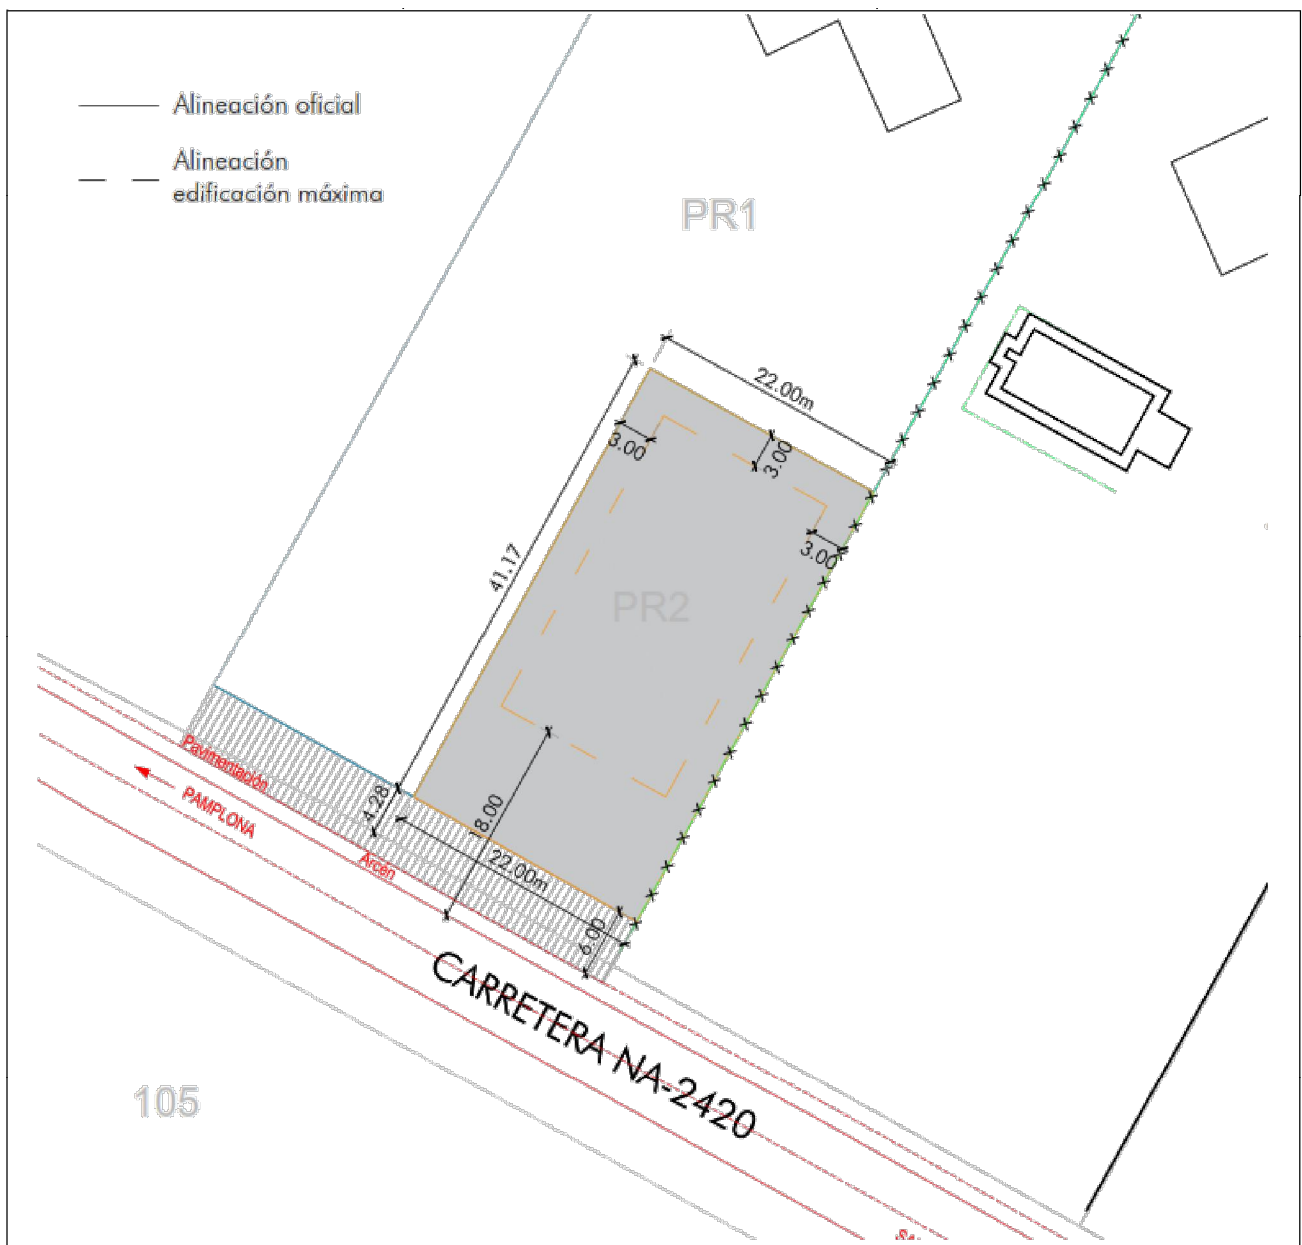 Alineación oficial
Alineación
edificación máxima
PR1
22.00m
3.00
3.00
3.00
41.17
PR2
Pavimentación
PAMPLONA
4.28
18.00
Arcén
22.00m
6.00
CARRETERA NA-2420
105